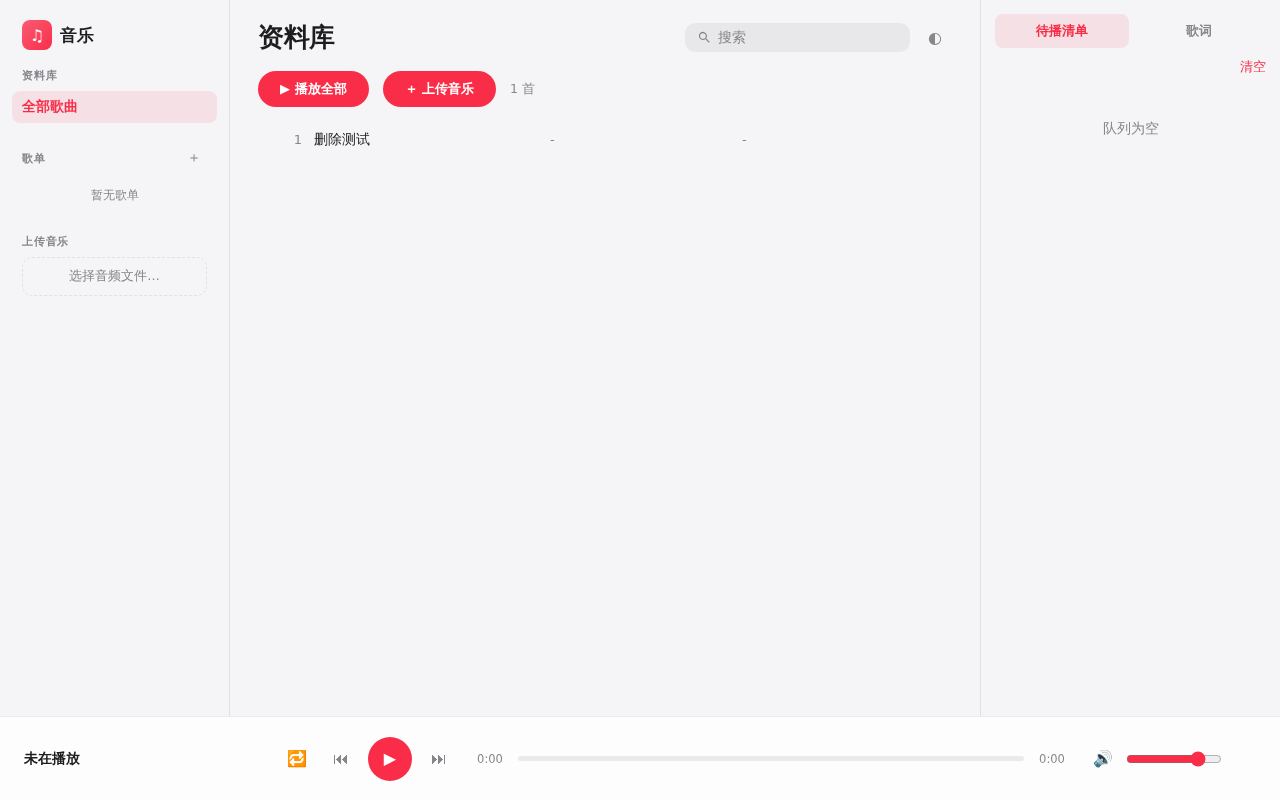 音乐
资料库
全部歌曲
歌单 +
暂无歌单
上传音乐
选择音频文件…
资料库
搜索
▶ 播放全部
+ 上传音乐
1 首
1 删除测试 - -
待播清单
歌词
清空
队列为空
未在播放
0:00
0:00